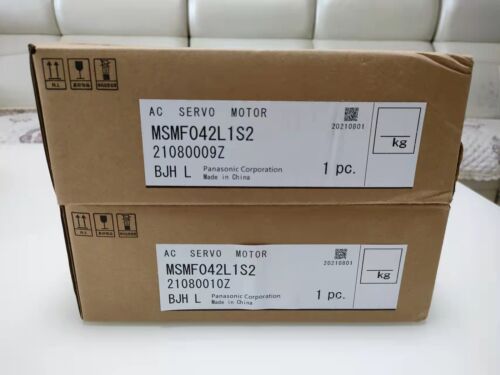 AC SERVO MOTOR
20210801
MSMF042L1S2
21080009Z
kg
BJH L Panasonic Corporation
Made in China
1 pc.
AC SERVO MOTOR
20210801
MSMF042L1S2
21080010Z
kg
BJH L Panasonic Corporation
Made in China
1 pc.